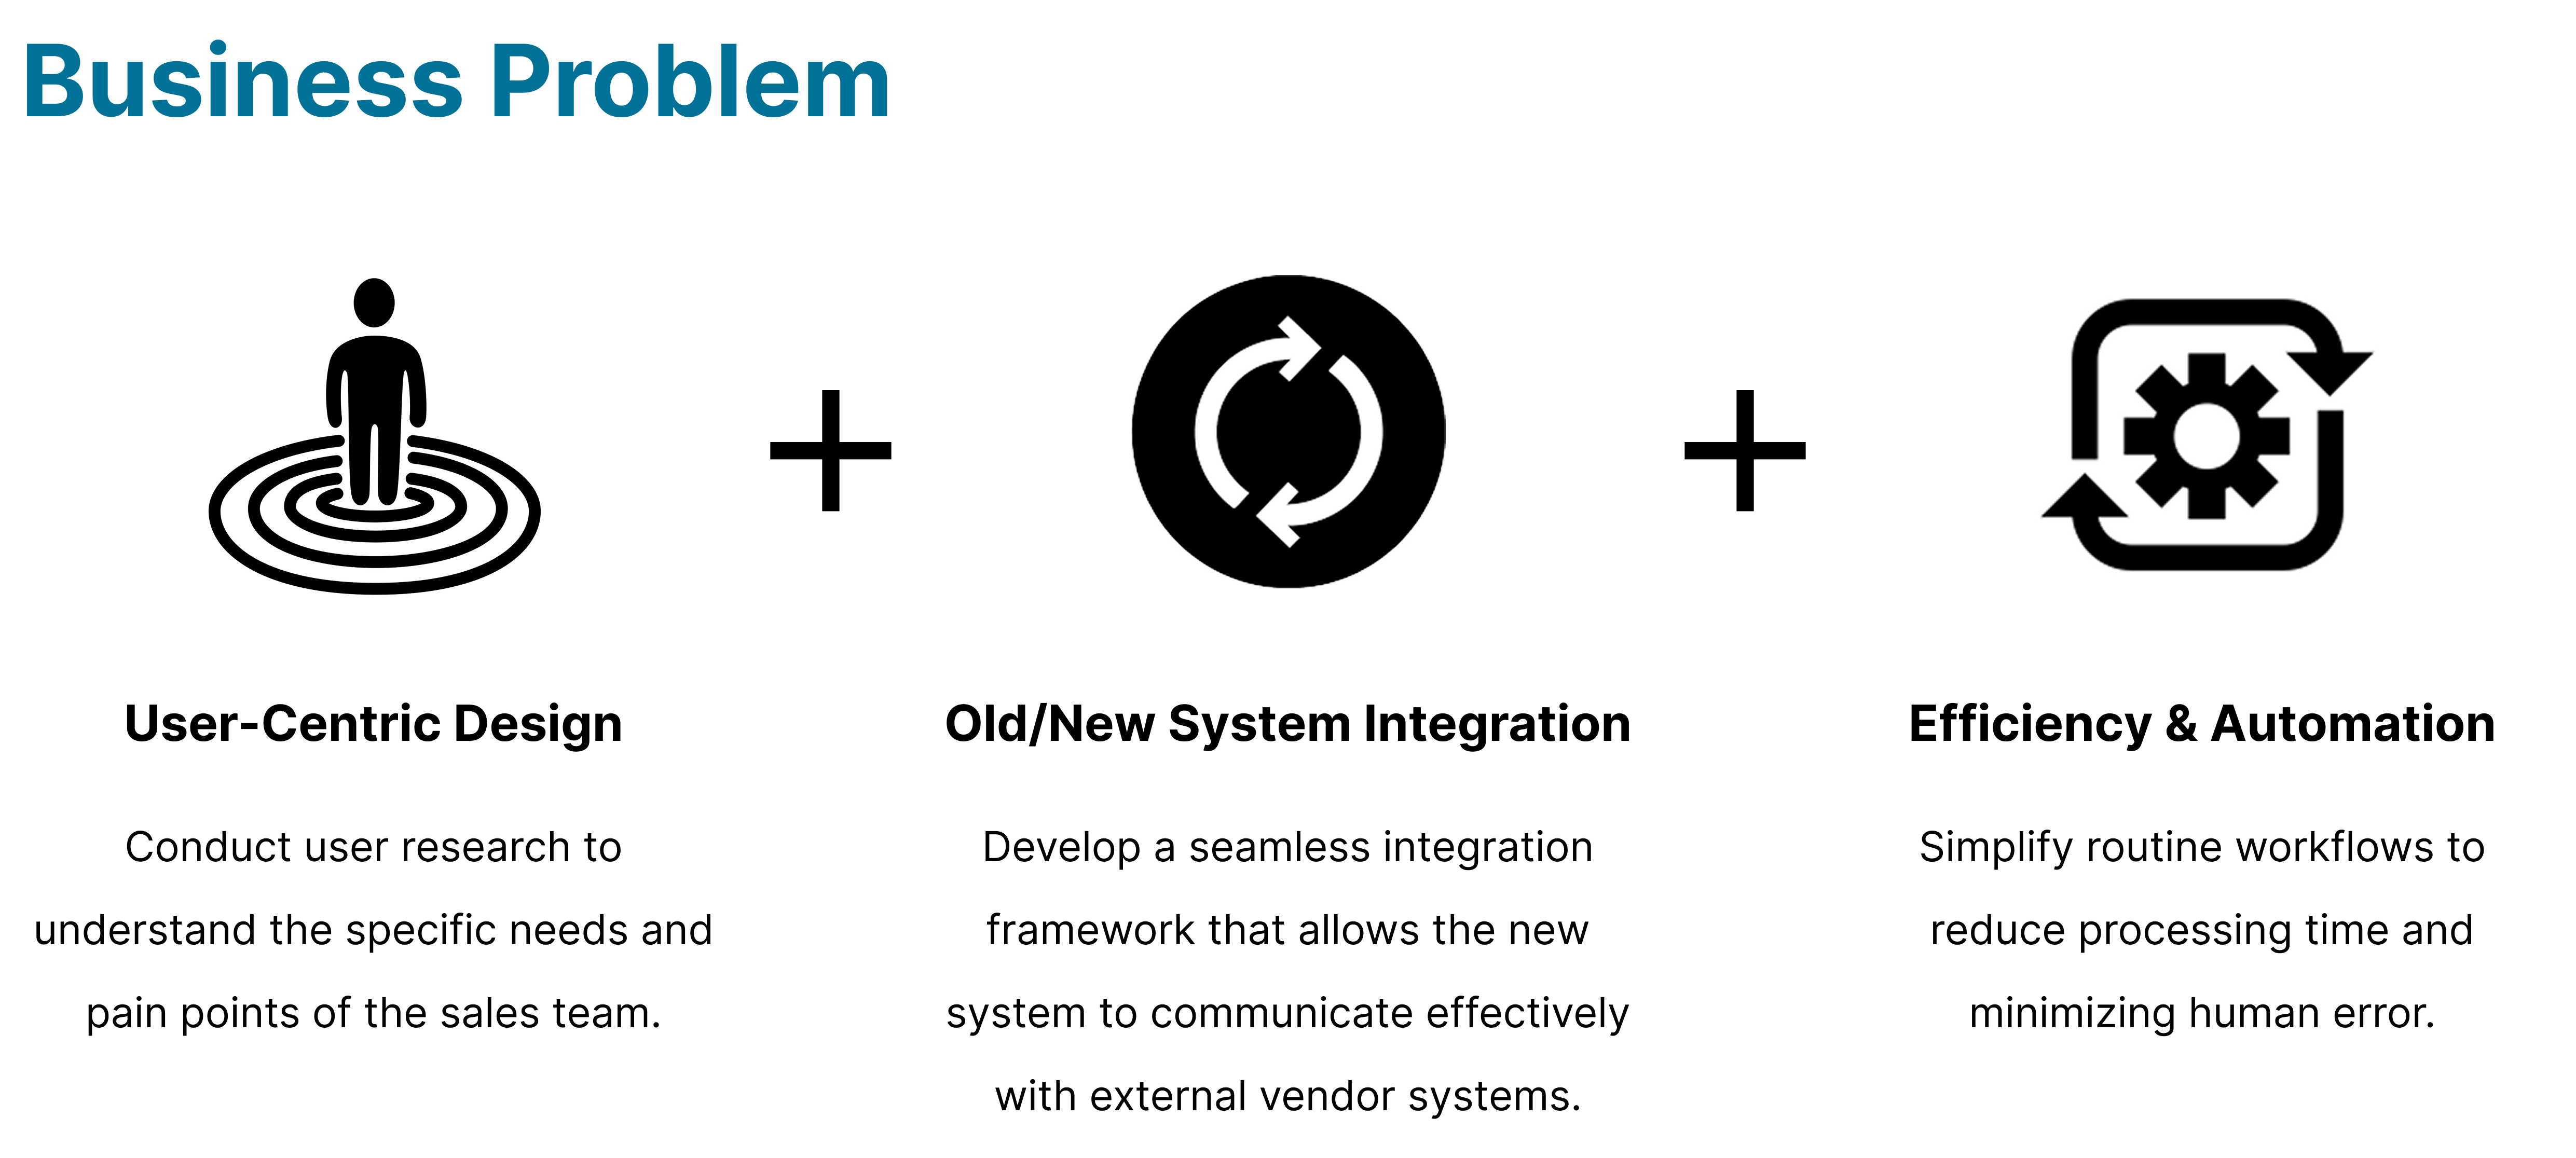 Business Problem
+
+
User-Centric Design
Conduct user research to
understand the specific needs and
pain points of the sales team.
Old/New System Integration
Develop a seamless integration
framework that allows the new
system to communicate effectively
with external vendor systems.
Efficiency & Automation
Simplify routine workflows to
reduce processing time and
minimizing human error.